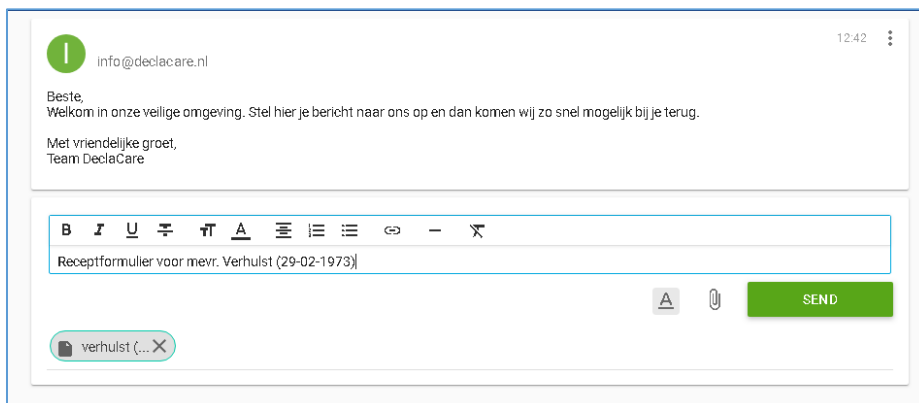 12:42
I
info@declacare.nl
Beste,
Welkom in onze veilige omgeving. Stel hier je bericht naar ons op en dan komen wij zo snel mogelijk bij je terug.
Met vriendelijke groet,
Team DeclaCare
B I U T TT A
Receptformulier voor mevr. Verhulst (29-02-1973)
A SEND
verhulst (...